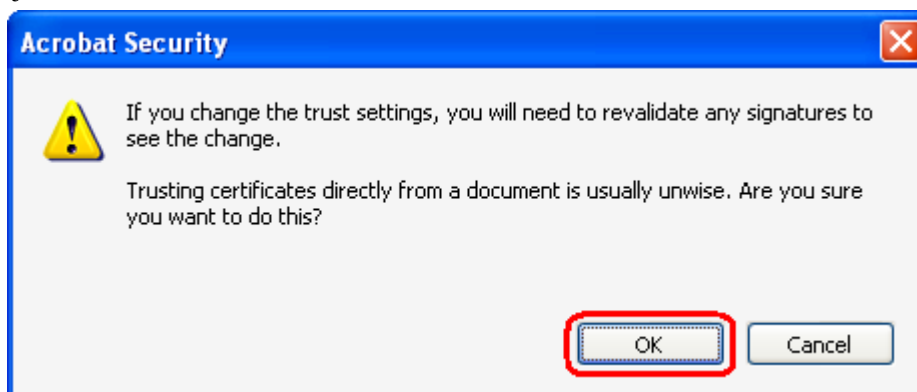 Acrobat Security
If you change the trust settings, you will need to revalidate any signatures to
see the change.
Trusting certificates directly from a document is usually unwise. Are you sure
you want to do this?
OK
Cancel